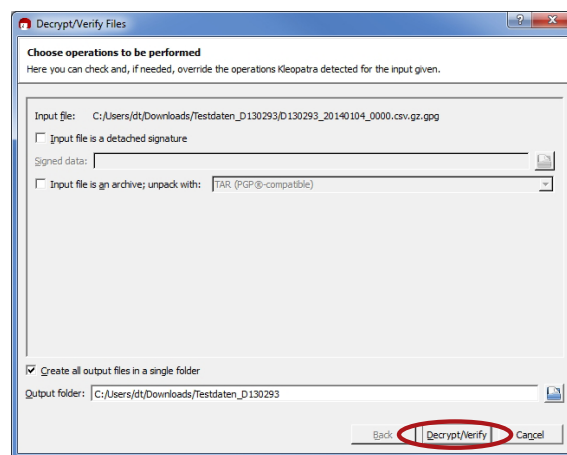 Decrypt/Verify Files
Choose operations to be performed
Here you can check and, if needed, override the operations Kleopatra detected for the input given.
Input file: C:/Users/dt/Downloads/Testdaten_D130293/D130293_20140104_0000.csv.gz.gpg
Input file is a detached signature
Signed data:
Input file is an archive; unpack with: TAR (PGP®-compatible)
Create all output files in a single folder
Output folder: C:/Users/dt/Downloads/Testdaten_D130293
Back Decrypt/Verify Cancel